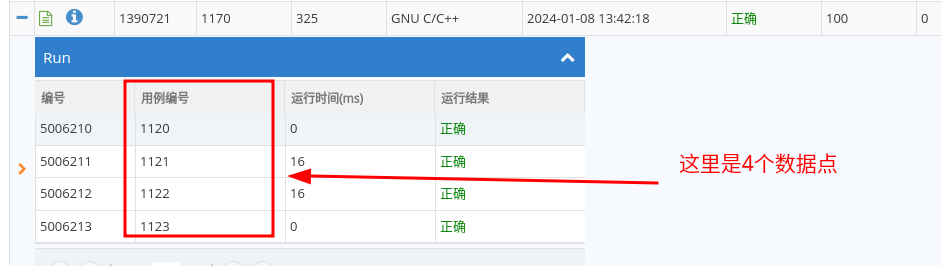 1390721 1170 325 GNU C/C++ 2024-01-08 13:42:18 正确 100 0
Run
编号 用例编号 运行时间(ms) 运行结果
5006210 1120 0 正确
5006211 1121 16 正确
这里是4个数据点
5006212 1122 16 正确
5006213 1123 0 正确